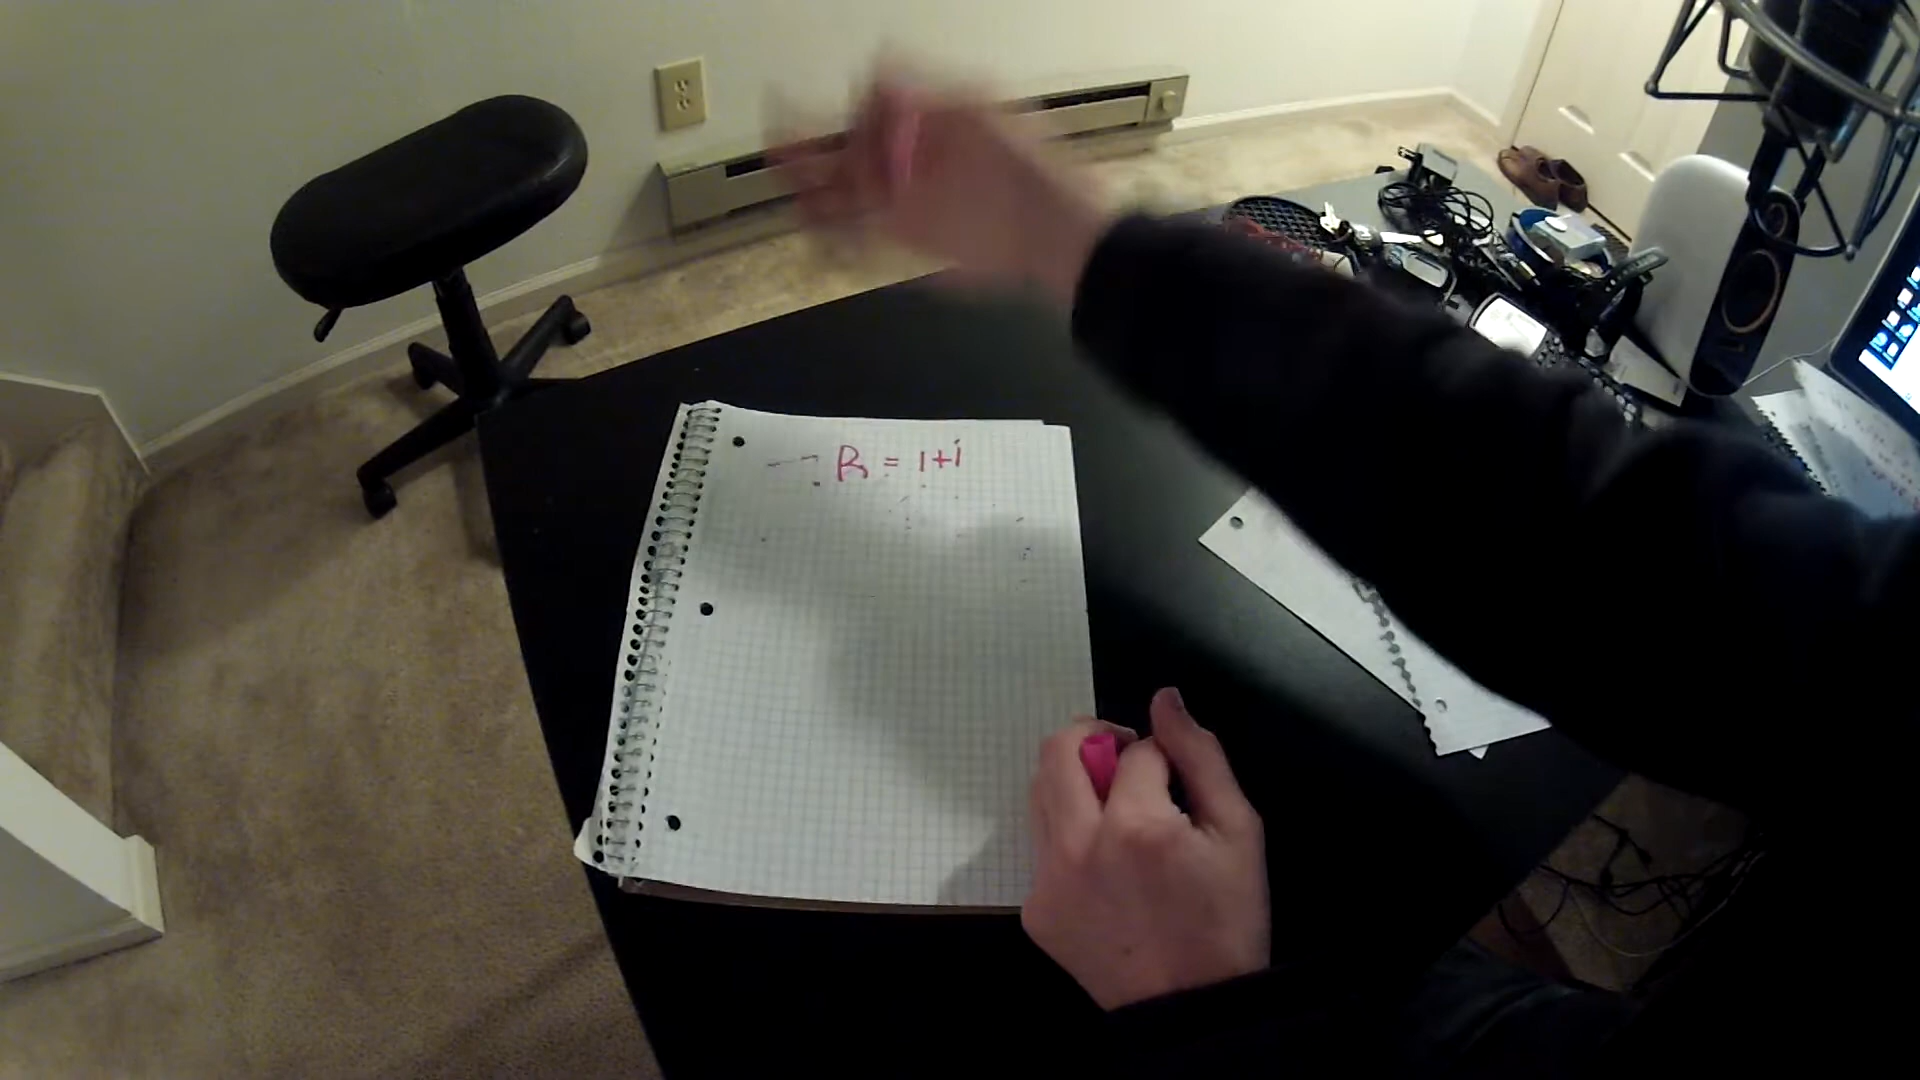 R = 1+i